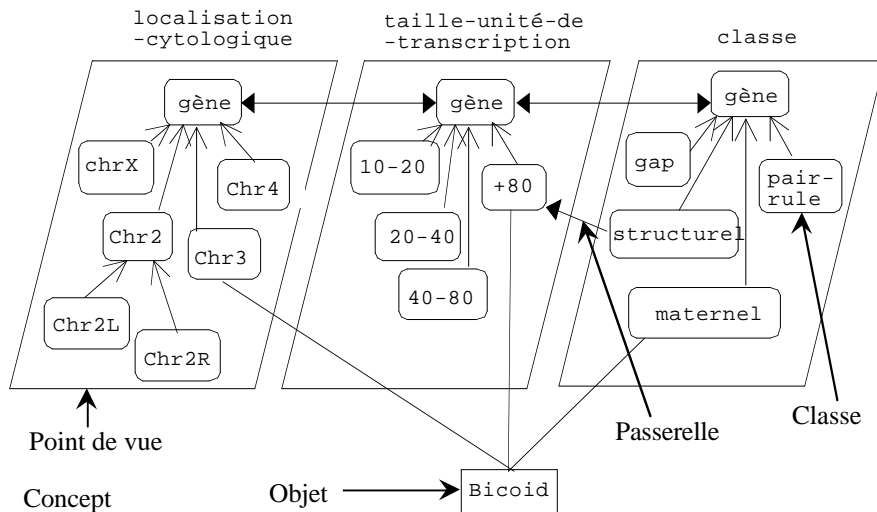 localisation
-cytologique
taille-unité-de
-transcription
classe
gène
gène
gène
chrX
Chr4
10-20
+80
gap
pair-
rule
Chr2
Chr3
20-40
structurel
40-80
Chr2L
Chr2R
maternel
Point de vue
Passerelle
Classe
Concept
Objet
Bicoid